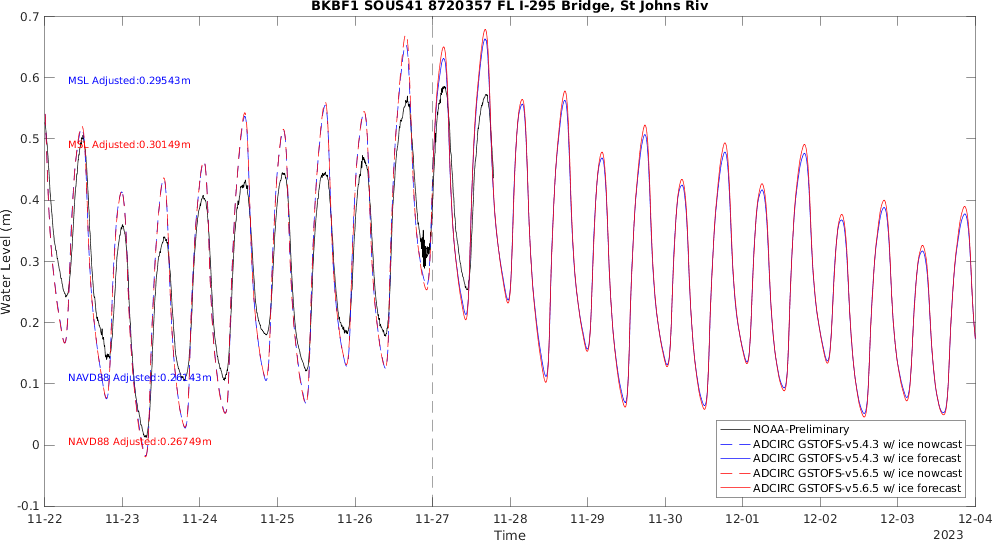 BKBF1 SOUS41 8720357 FL I-295 Bridge, St Johns Riv
0.7
0.6
0.5
0.4
0.3
0.2
0.1
0
-0.1
Water Level (m)
MSL Adjusted:0.29543m
MSL Adjusted:0.30149m
NAVD88 Adjusted:0.26143m
NAVD88 Adjusted:0.26749m
NOAA-Preliminary
ADCIRC GSTOFS-v5.4.3 w/ ice nowcast
ADCIRC GSTOFS-v5.4.3 w/ ice forecast
ADCIRC GSTOFS-v5.6.5 w/ ice nowcast
ADCIRC GSTOFS-v5.6.5 w/ ice forecast
11-22 11-23 11-24 11-25 11-26 11-27 11-28 11-29 11-30 12-01 12-02 12-03 12-04
Time
2023